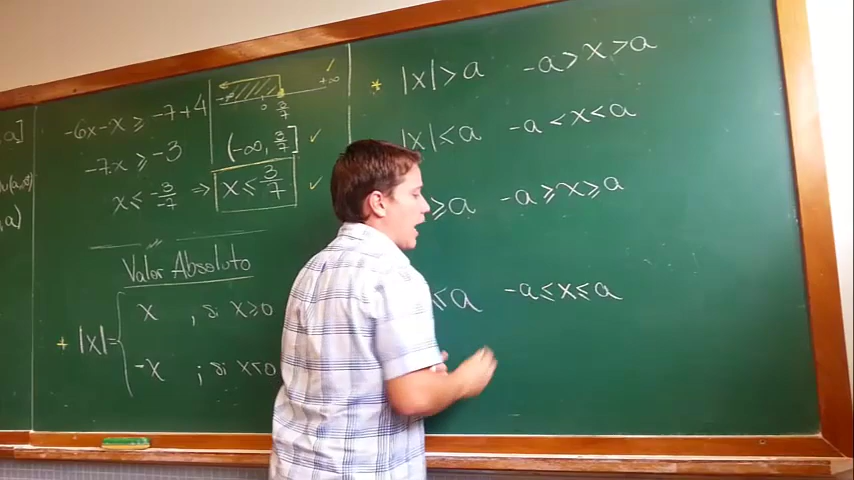 a]
a)
-6x-x ≥ -7+4
-7x ≥ -3
x ≤ -3/-7 ⇒ x ≤ 3/7 ✓
-∞ 0 3/7 +∞ ✓
(-∞, 3/7] ✓
Valor Absoluto
+ |x|= x , si x>0
-x ; si x<0
* |x|>a -a>x>a
|x|<a -a<x<a
≥a -a≥x≥a
≤a -a≤x≤a